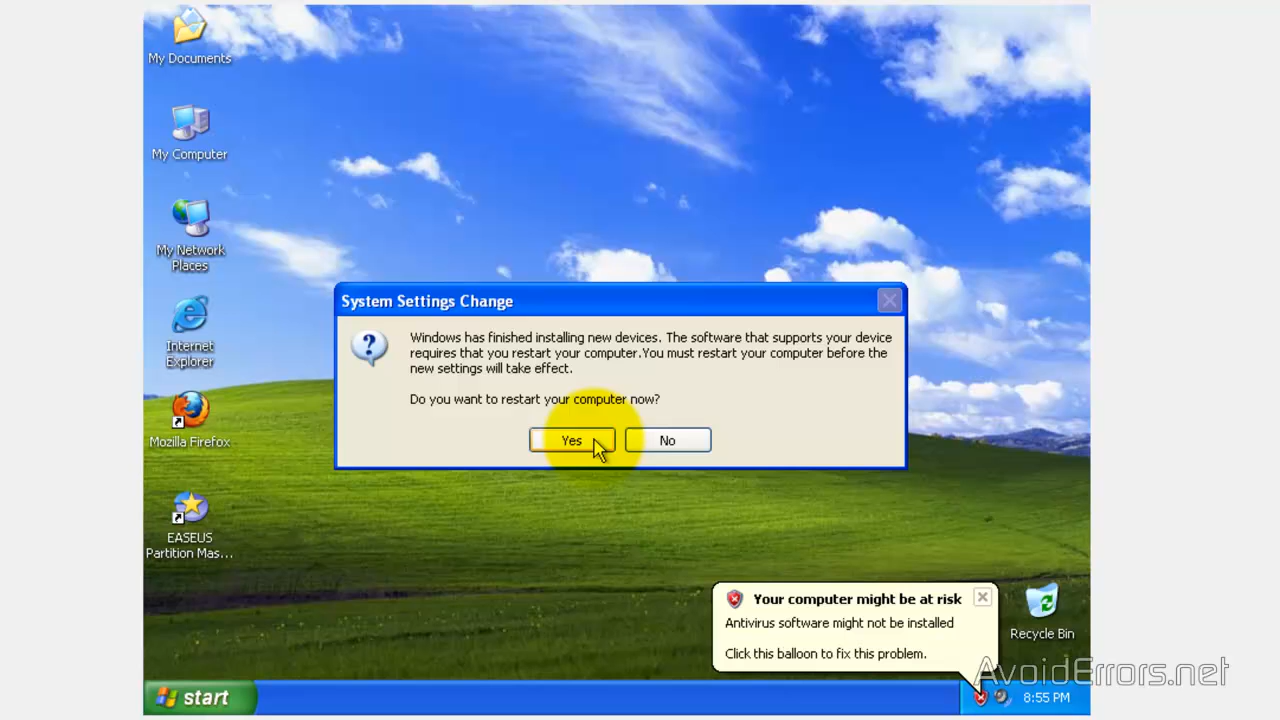 My Documents
My Computer
My Network
Places
Internet
Explorer
Mozilla Firefox
EASEUS
Partition Mas...
System Settings Change
Windows has finished installing new devices. The software that supports your device
requires that you restart your computer.You must restart your computer before the
new settings will take effect.
Do you want to restart your computer now?
Yes
No
Your computer might be at risk
Antivirus software might not be installed
Click this balloon to fix this problem.
Recycle Bin
AvoidErrors.net
start
8:55 PM